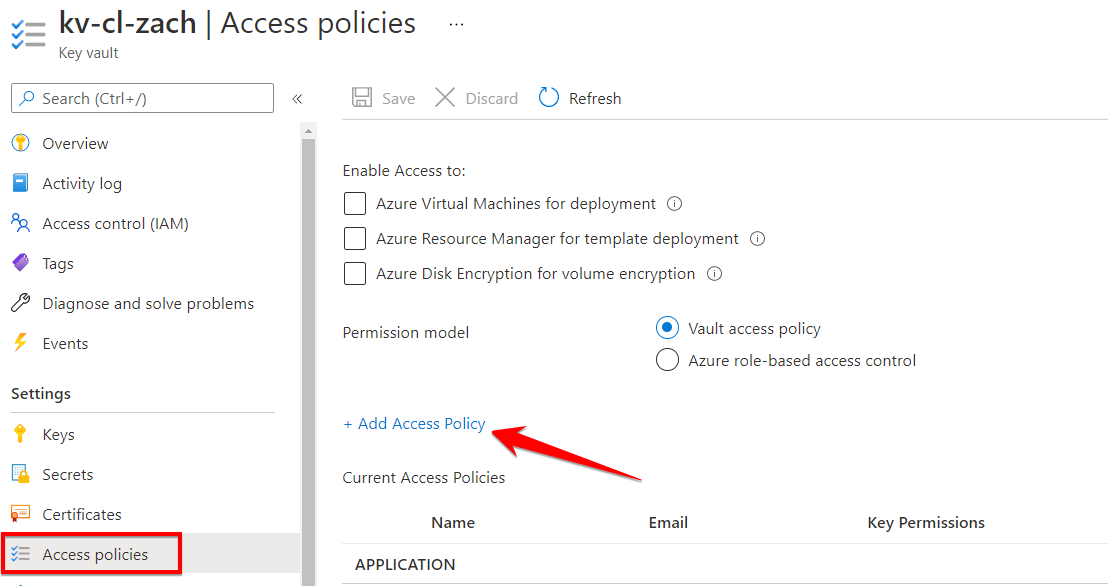 kv-cl-zach | Access policies ...
Key vault
Search (Ctrl+/)
«
Overview
Activity log
Access control (IAM)
Tags
Diagnose and solve problems
Events
Settings
Keys
Secrets
Certificates
Access policies
Save Discard Refresh
Enable Access to:
Azure Virtual Machines for deployment
Azure Resource Manager for template deployment
Azure Disk Encryption for volume encryption
Permission model
Vault access policy
Azure role-based access control
+ Add Access Policy
Current Access Policies
Name Email Key Permissions
APPLICATION